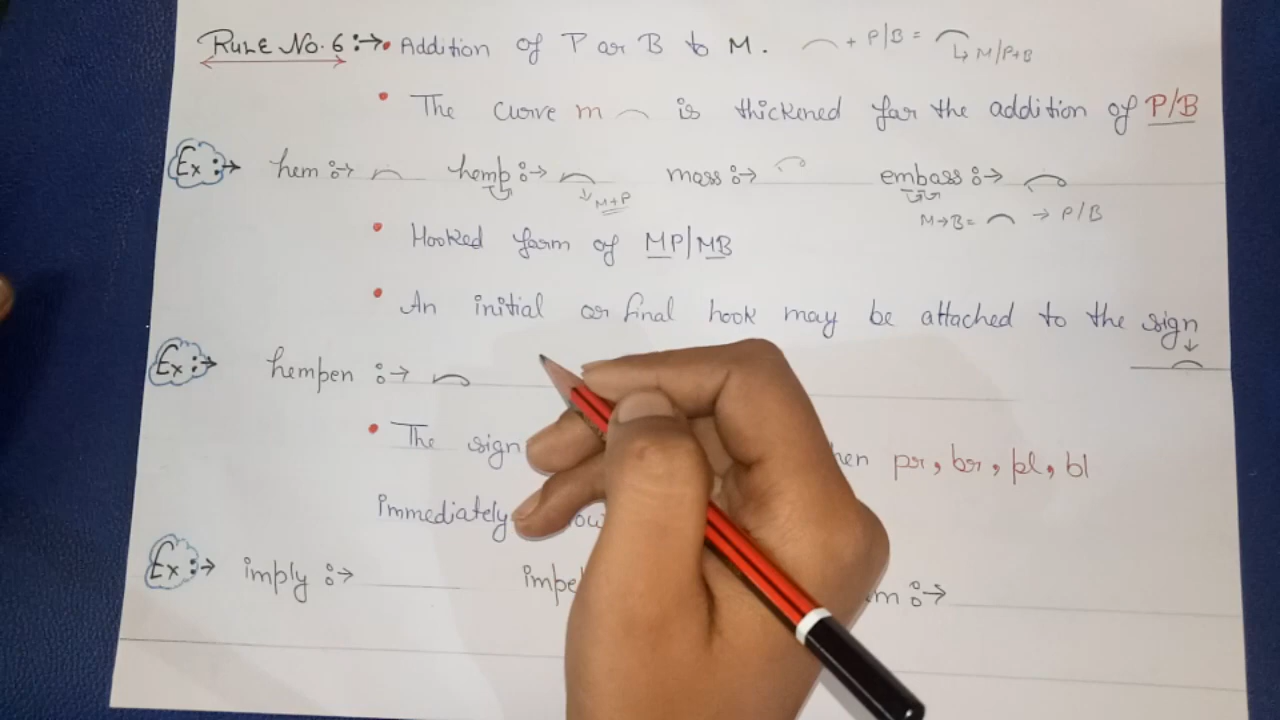 RULE No. 6 :→ • Addition of P or B to M. + P/B = ↳ M/P+B
• The curve m is thickened for the addition of P/B
Ex :→ hem :→ hemp :→ mass :→ embass :→
M+P M→B = → P/B
• Hooked form of MP/MB
• An initial or final hook may be attached to the sign
Ex :→ hempen :→
• The sign pr, br, pl, bl
immediately
Ex :→ imply :→ :→